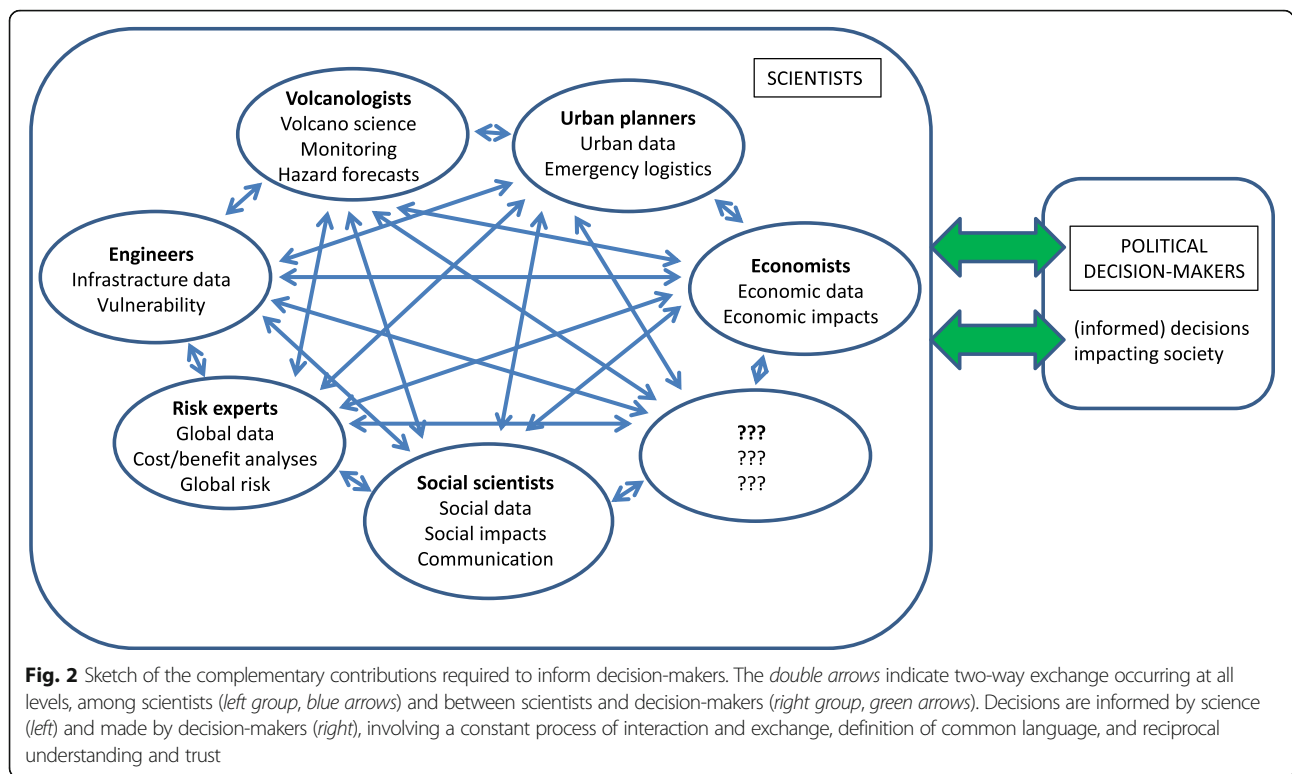 SCIENTISTS
Volcanologists
Volcano science
Monitoring
Hazard forecasts
Urban planners
Urban data
Emergency logistics
Engineers
Infrastracture data
Vulnerability
Economists
Economic data
Economic impacts
Risk experts
Global data
Cost/benefit analyses
Global risk
Social scientists
Social data
Social impacts
Communication
???
???
???
POLITICAL
DECISION-MAKERS
(informed) decisions
impacting society
Fig. 2 Sketch of the complementary contributions required to inform decision-makers. The double arrows indicate two-way exchange occurring at all
levels, among scientists (left group, blue arrows) and between scientists and decision-makers (right group, green arrows). Decisions are informed by science
(left) and made by decision-makers (right), involving a constant process of interaction and exchange, definition of common language, and reciprocal
understanding and trust